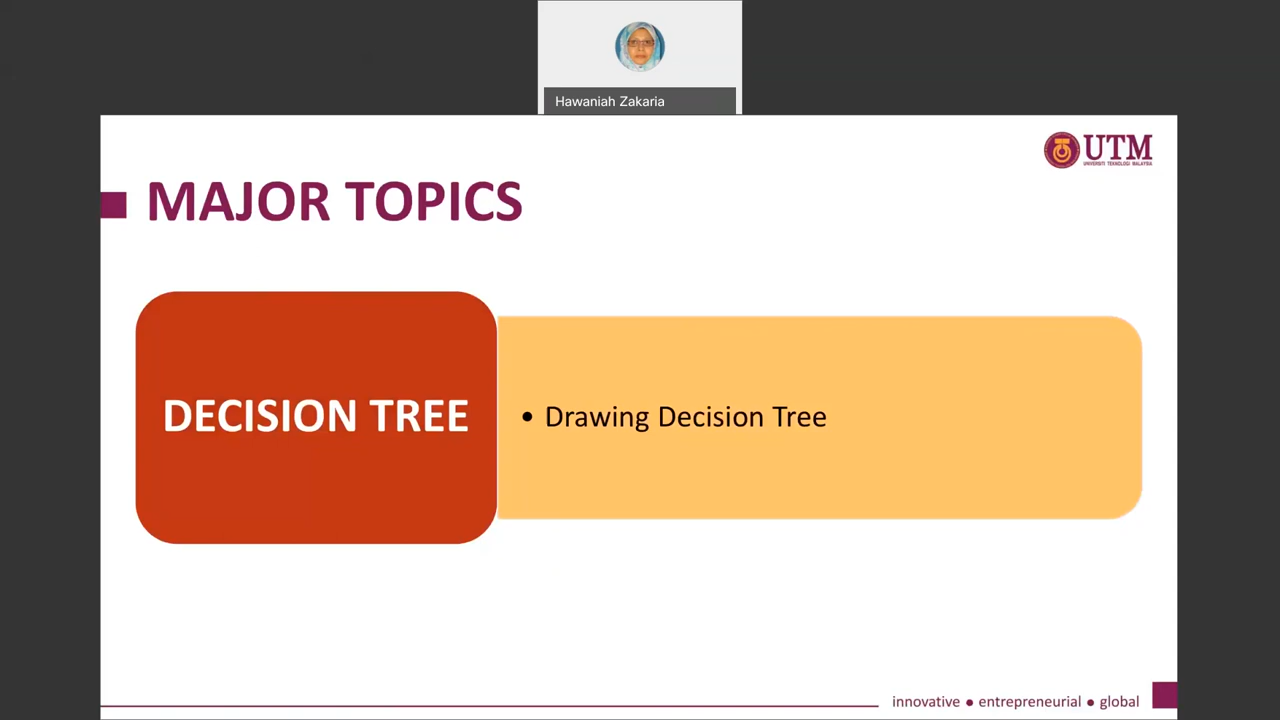 Hawaniah Zakaria
UTM
UNIVERSITI TEKNOLOGI MALAYSIA
MAJOR TOPICS
DECISION TREE
• Drawing Decision Tree
innovative ● entrepreneurial ● global